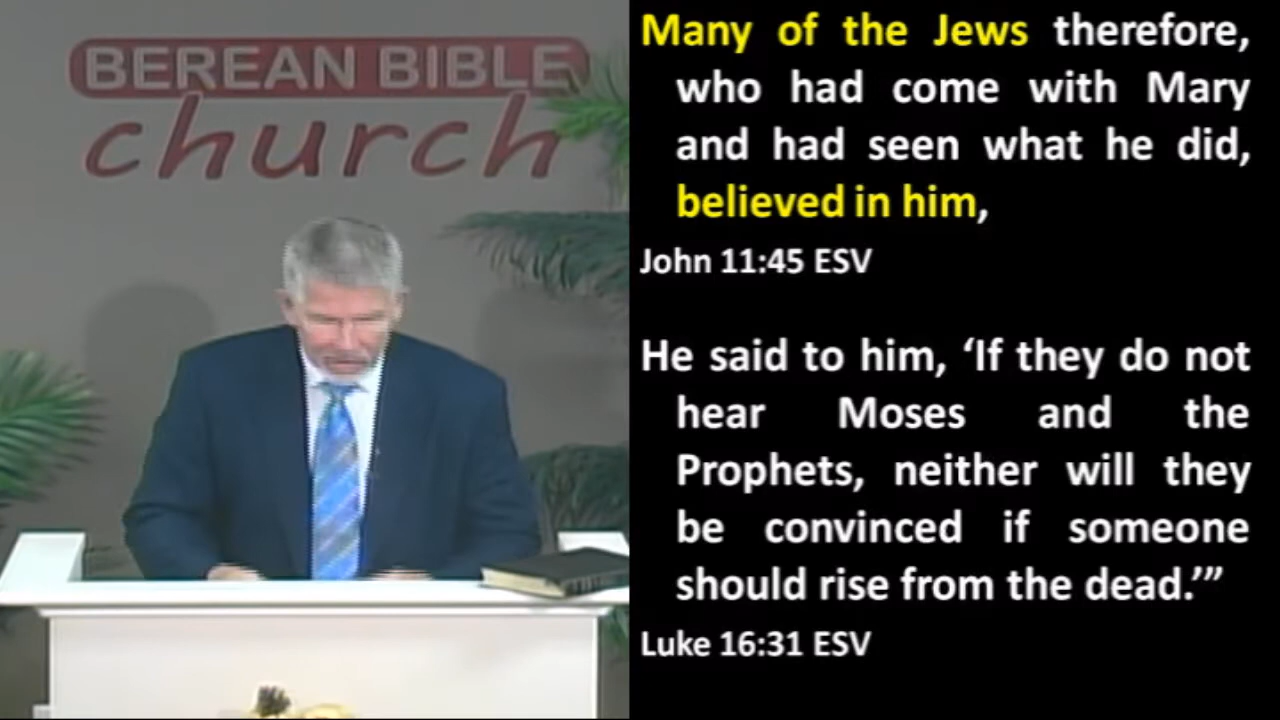 BEREAN BIBLE
church
Many of the Jews therefore,
who had come with Mary
and had seen what he did,
believed in him,
John 11:45 ESV
He said to him, ‘If they do not
hear Moses and the
Prophets, neither will they
be convinced if someone
should rise from the dead.’”
Luke 16:31 ESV